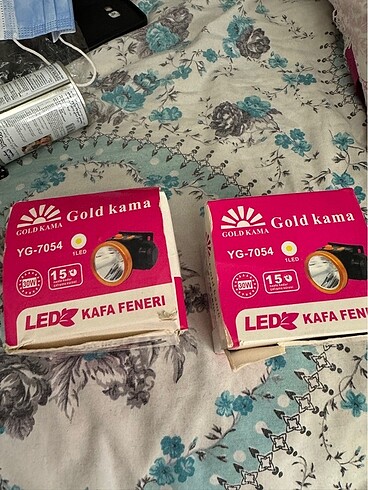 GOLD KAMA
Gold kama
YG-7054
1LED
30W
15
LED KAFA FENERİ
GOLD KAMA
Gold kama
YG-7054
1LED
30W
15
LED KAFA FENERİ